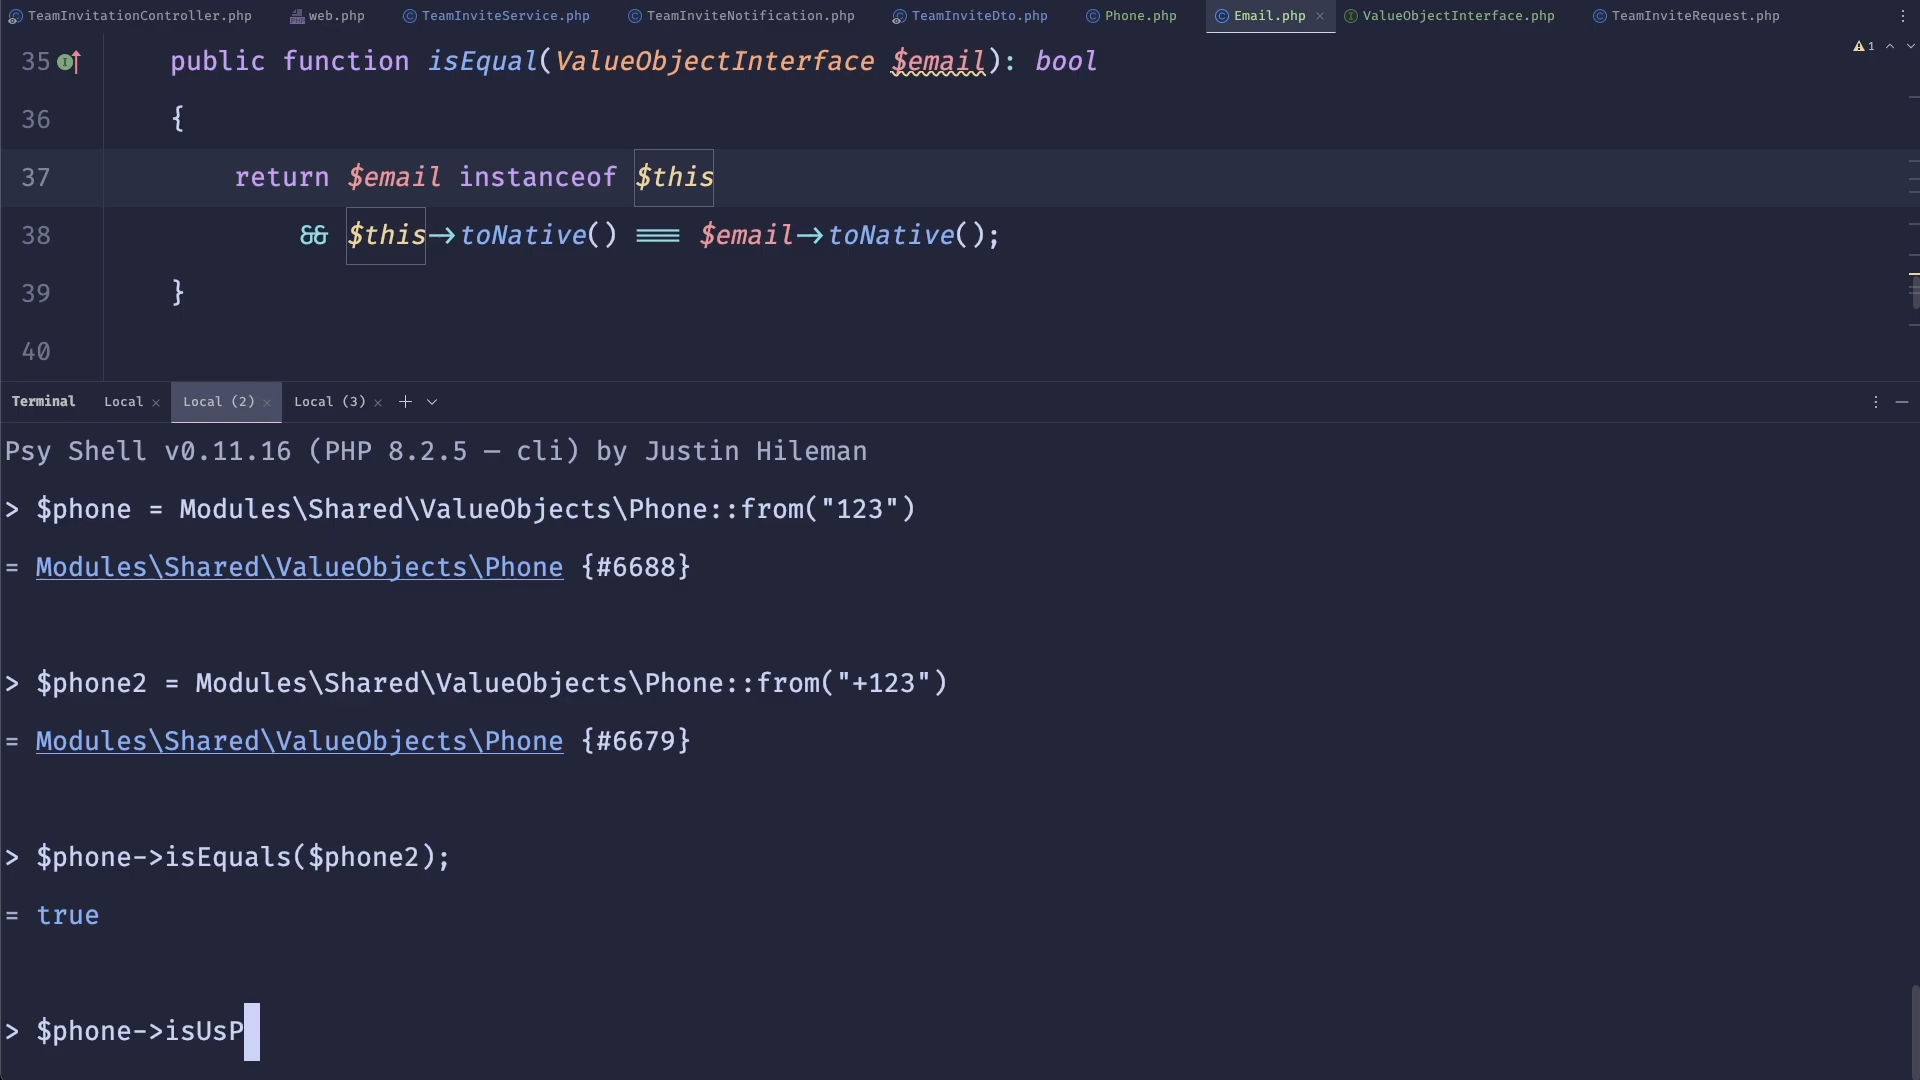 TeamInvitationController.php web.php TeamInviteService.php TeamInviteNotification.php TeamInviteDto.php Phone.php Email.php × ValueObjectInterface.php TeamInviteRequest.php
35 public function isEqual(ValueObjectInterface $email): bool
1
36 {
37 return $email instanceof $this
38 && $this->toNative() === $email->toNative();
39 }
40
Terminal Local × Local (2) × Local (3) × +
Psy Shell v0.11.16 (PHP 8.2.5 — cli) by Justin Hileman
> $phone = Modules\Shared\ValueObjects\Phone::from("123")
= Modules\Shared\ValueObjects\Phone {#6688}
> $phone2 = Modules\Shared\ValueObjects\Phone::from("+123")
= Modules\Shared\ValueObjects\Phone {#6679}
> $phone->isEquals($phone2);
= true
> $phone->isUsP